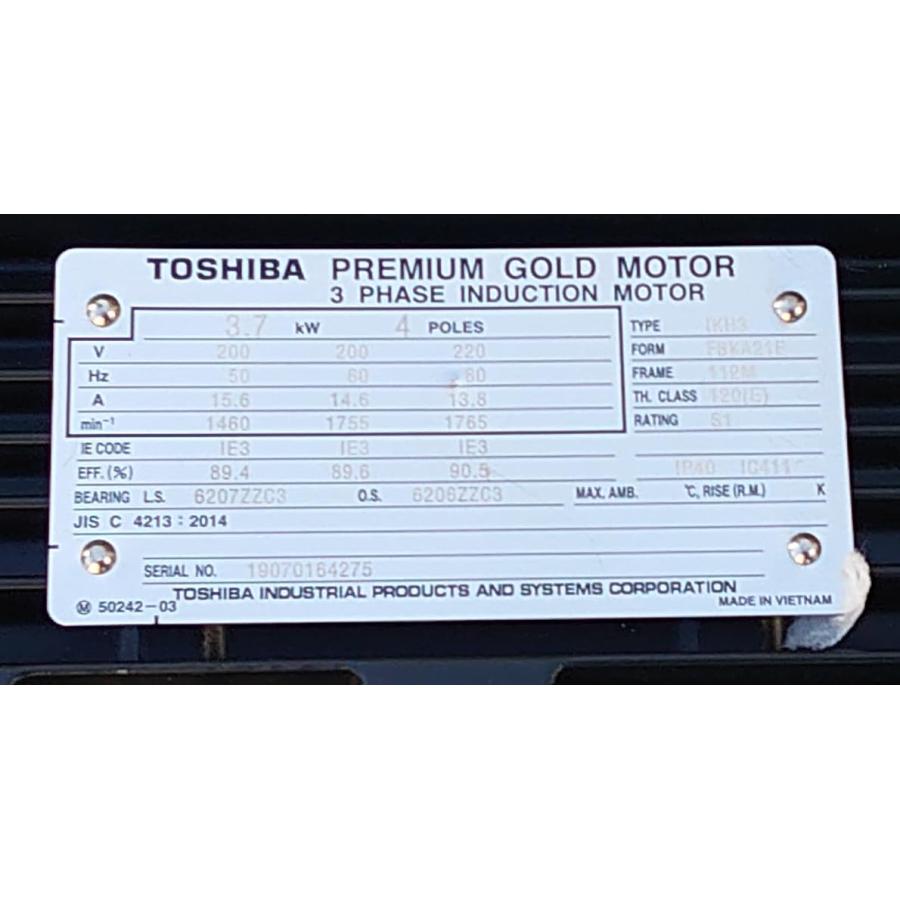 TOSHIBA PREMIUM GOLD MOTOR
3 PHASE INDUCTION MOTOR
3.7 kW 4 POLES
TYPE IKH3
V 200 200 220
FORM FBKA21E
Hz 50 60 60
FRAME 112M
A 15.6 14.6 13.8
TH. CLASS 120(E)
min⁻¹ 1460 1755 1765
RATING S1
IE CODE IE3 IE3 IE3
EFF. (%) 89.4 89.6 90.5
IP40 IC411
BEARING L.S. 6207ZZC3 O.S. 6206ZZC3 MAX. AMB. ℃, RISE (R.M.) K
JIS C 4213 : 2014
SERIAL NO. 19070164275
TOSHIBA INDUSTRIAL PRODUCTS AND SYSTEMS CORPORATION
Ⓜ 50242-03
MADE IN VIETNAM